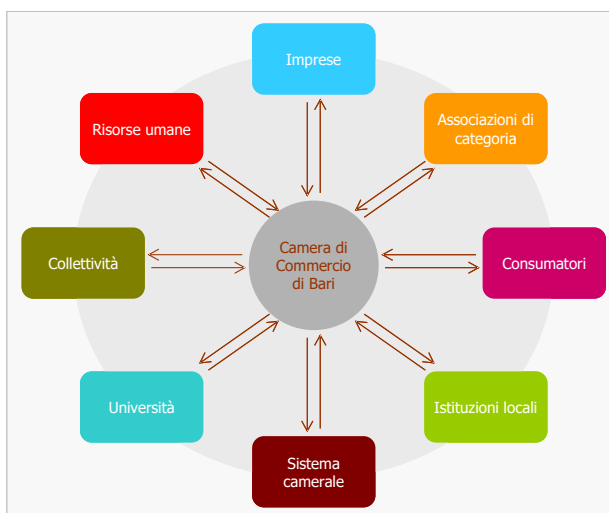 Imprese
Risorse umane
Associazioni di
categoria
Collettività
Camera di
Commercio
di Bari
Consumatori
Università
Istituzioni locali
Sistema
camerale